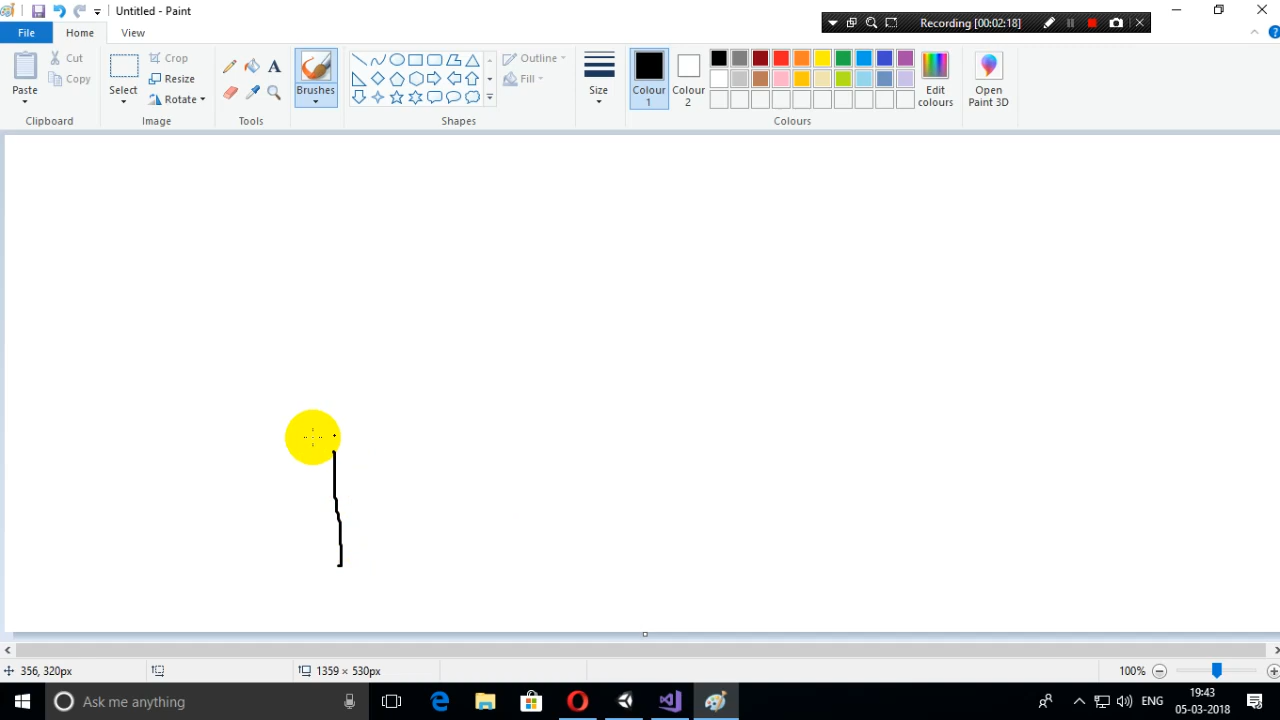 Untitled - Paint
Recording [00:02:18]
File
Home
View
Paste
Cut
Copy
Clipboard
Select
Crop
Resize
Rotate
Image
A
Tools
Brushes
Outline
Fill
Shapes
Size
Colour 1
Colour 2
Edit colours
Open Paint 3D
Colours
356, 320px
1359 × 530px
100%
Ask me anything
ENG
19:43
05-03-2018